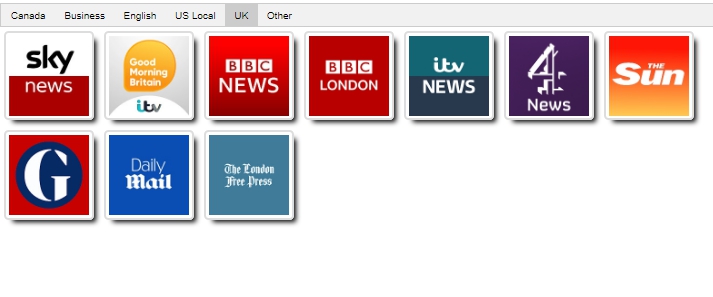 Canada Business English US Local UK Other
sky
news
Good
Morning
Britain
itv
BBC
NEWS
BBC
LONDON
itv
NEWS
4
News
THE
Sun
G
Daily
Mail
The London
Free Press